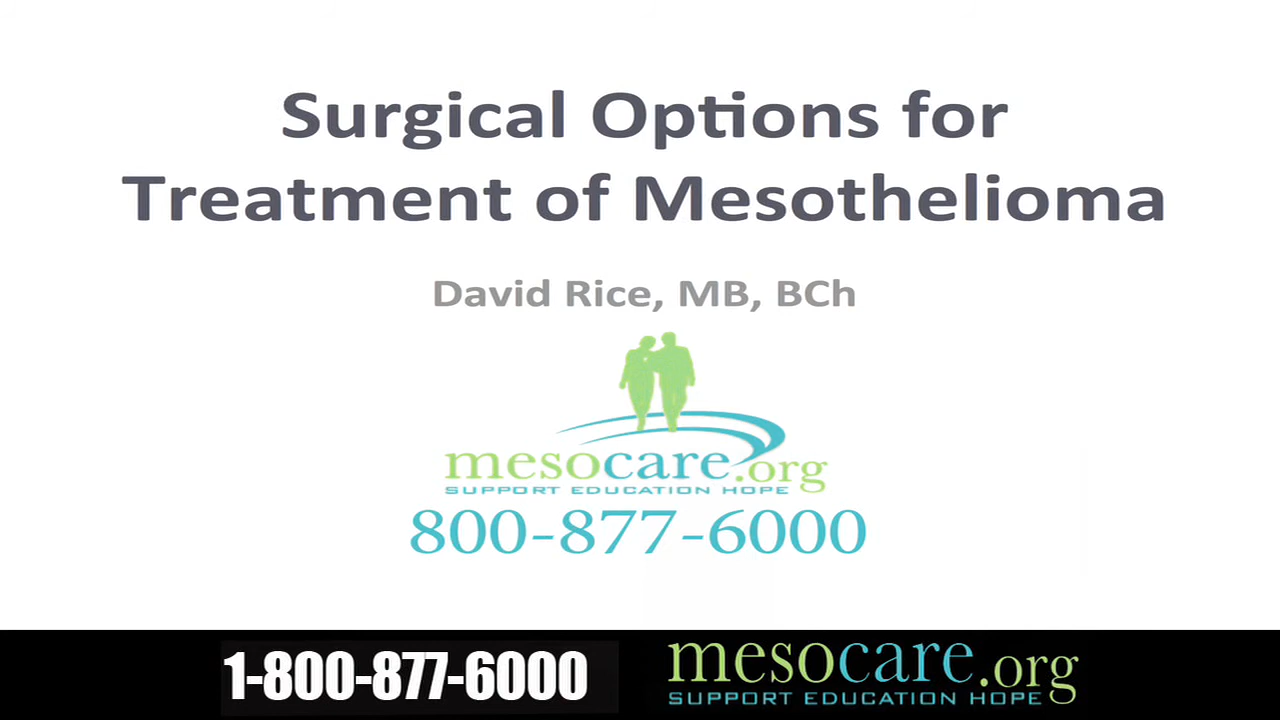 Surgical Options for
Treatment of Mesothelioma
David Rice, MB, BCh
mesocare.org
SUPPORT EDUCATION HOPE
800-877-6000
1-800-877-6000
mesocare.org
SUPPORT EDUCATION HOPE